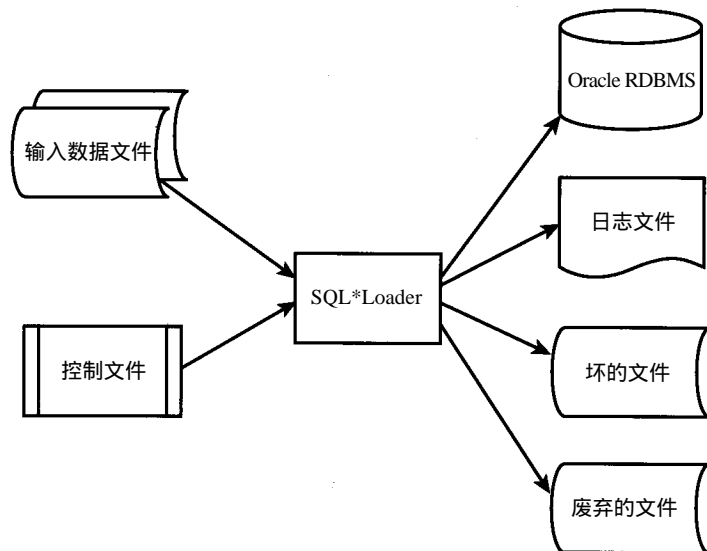 Oracle RDBMS
输入数据文件
日志文件
SQL*Loader
控制文件
坏的文件
废弃的文件